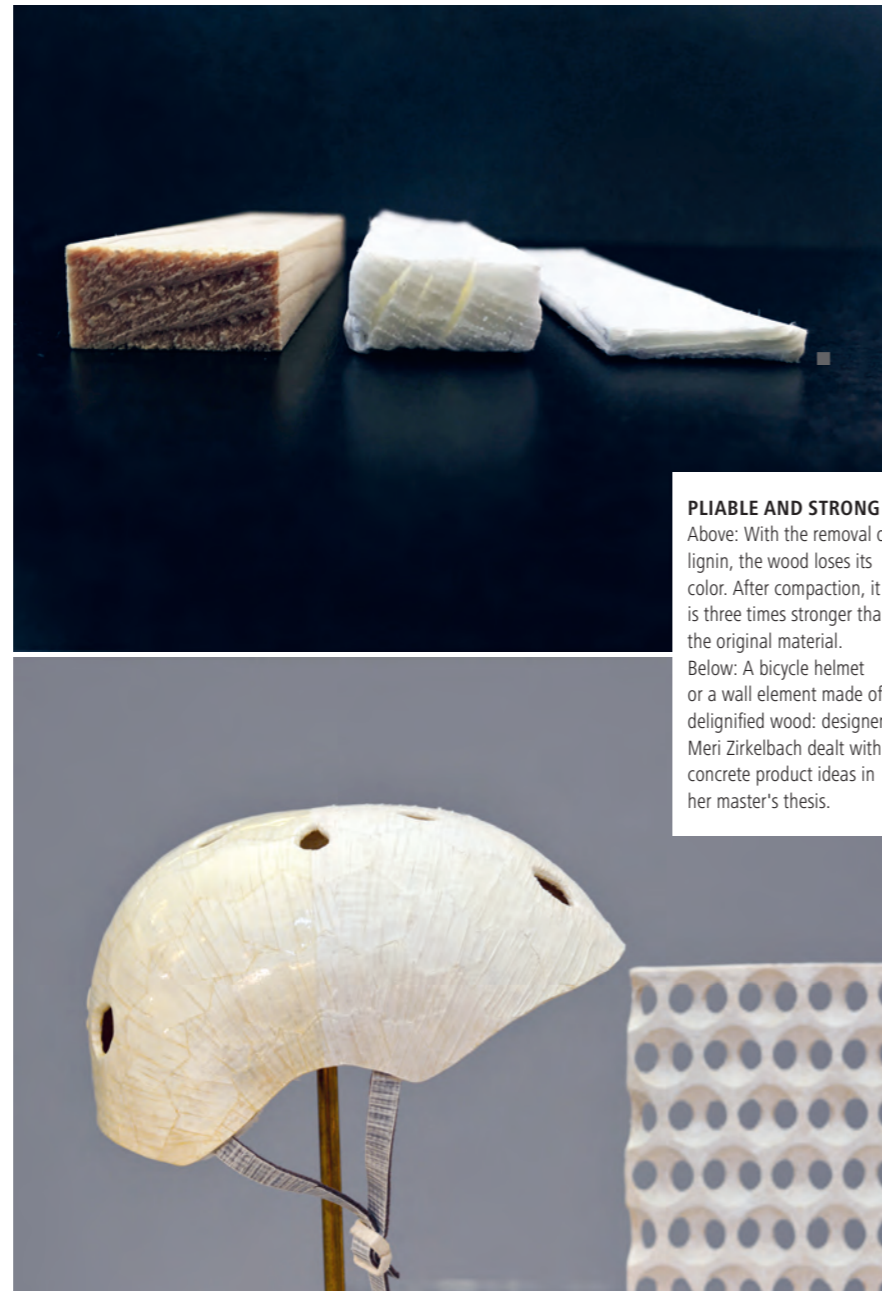 PLIABLE AND STRONG
Above: With the removal
lignin, the wood loses its
color. After compaction, it
is three times stronger
the original material.
Below: A bicycle helmet
or a wall element made of
delignified wood: designer
Meri Zirkelbach dealt with
concrete product ideas in
her master's thesis.